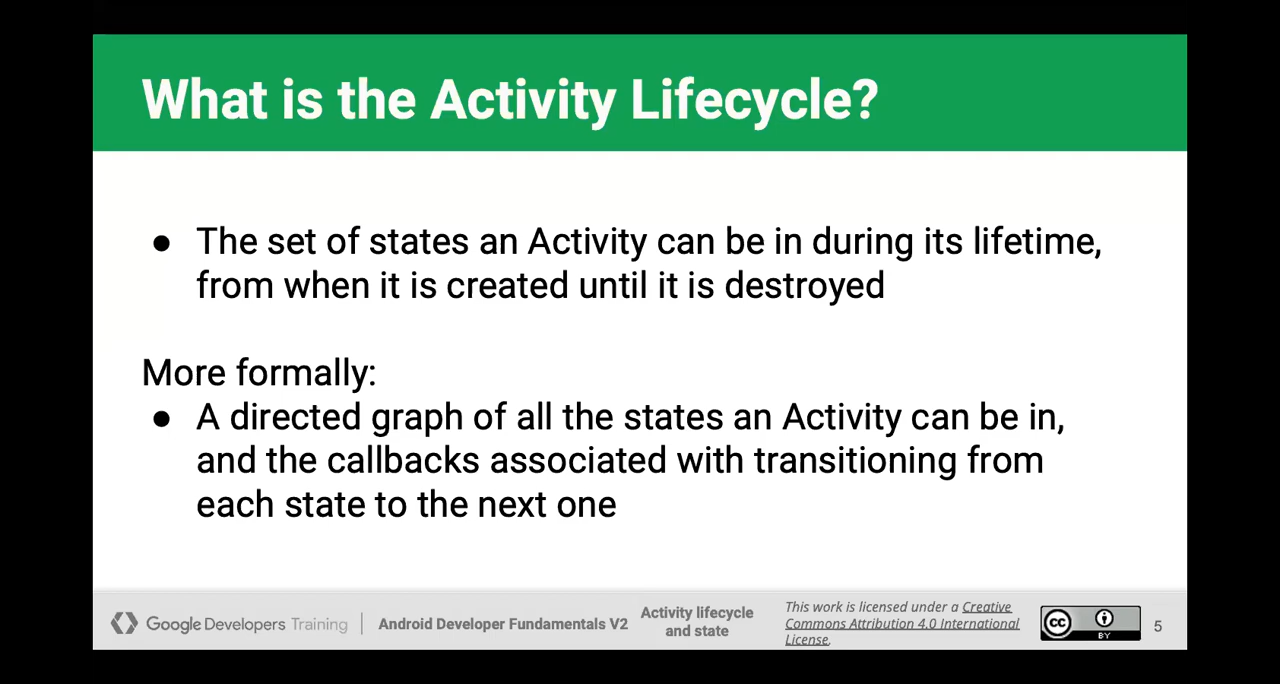 What is the Activity Lifecycle?
● The set of states an Activity can be in during its lifetime,
from when it is created until it is destroyed
More formally:
● A directed graph of all the states an Activity can be in,
and the callbacks associated with transitioning from
each state to the next one
Google Developers Training
Android Developer Fundamentals V2
Activity lifecycle
and state
This work is licensed under a Creative
Commons Attribution 4.0 International
License.
cc
BY
5